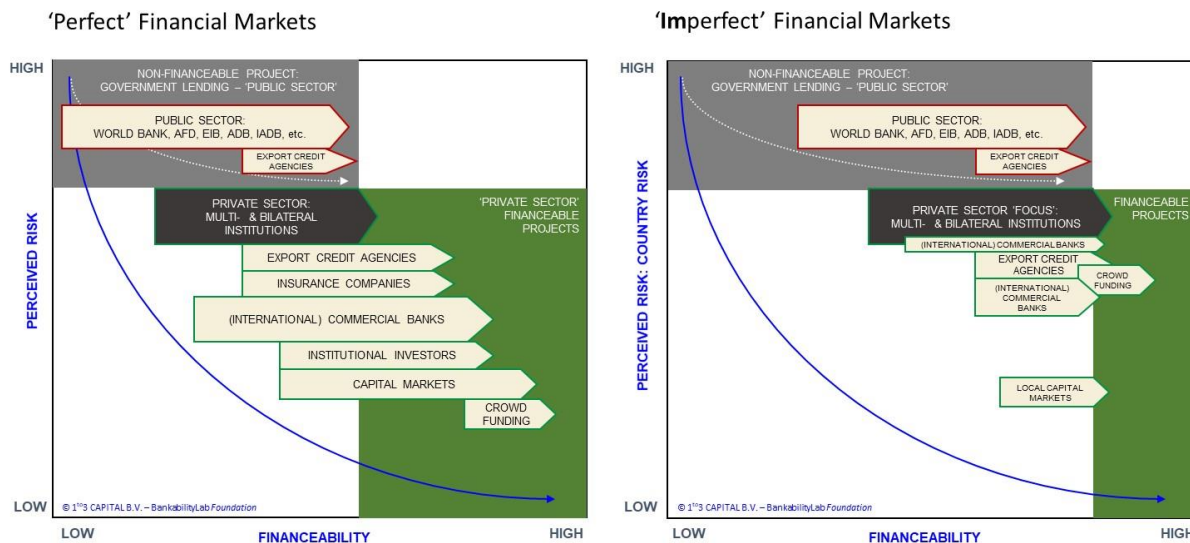 'Perfect' Financial Markets
HIGH
NON-FINANCEABLE PROJECT:
GOVERNMENT LENDING – 'PUBLIC SECTOR'
PUBLIC SECTOR:
WORLD BANK, AFD, EIB, ADB, IADB, etc.
EXPORT CREDIT
AGENCIES
PRIVATE SECTOR:
MULTI- & BILATERAL
INSTITUTIONS
'PRIVATE SECTOR'
FINANCEABLE
PROJECTS
EXPORT CREDIT AGENCIES
INSURANCE COMPANIES
(INTERNATIONAL) COMMERCIAL BANKS
INSTITUTIONAL INVESTORS
CAPITAL MARKETS
CROWD
FUNDING
PERCEIVED RISK
LOW
© 1TO3 CAPITAL B.V. – BankabilityLab Foundation
LOW
FINANCEABILITY
HIGH
'Imperfect' Financial Markets
HIGH
NON-FINANCEABLE PROJECT:
GOVERNMENT LENDING – 'PUBLIC SECTOR'
PUBLIC SECTOR:
WORLD BANK, AFD, EIB, ADB, IADB, etc.
EXPORT CREDIT
AGENCIES
PRIVATE SECTOR 'FOCUS':
MULTI- & BILATERAL INSTITUTIONS
FINANCEABLE
PROJECTS
(INTERNATIONAL) COMMERCIAL BANKS
EXPORT CREDIT
AGENCIES
CROWD
FUNDING
(INTERNATIONAL)
COMMERCIAL
BANKS
LOCAL CAPITAL
MARKETS
PERCEIVED RISK: COUNTRY RISK
LOW
© 1TO3 CAPITAL B.V. – BankabilityLab Foundation
LOW
FINANCEABILITY
HIGH